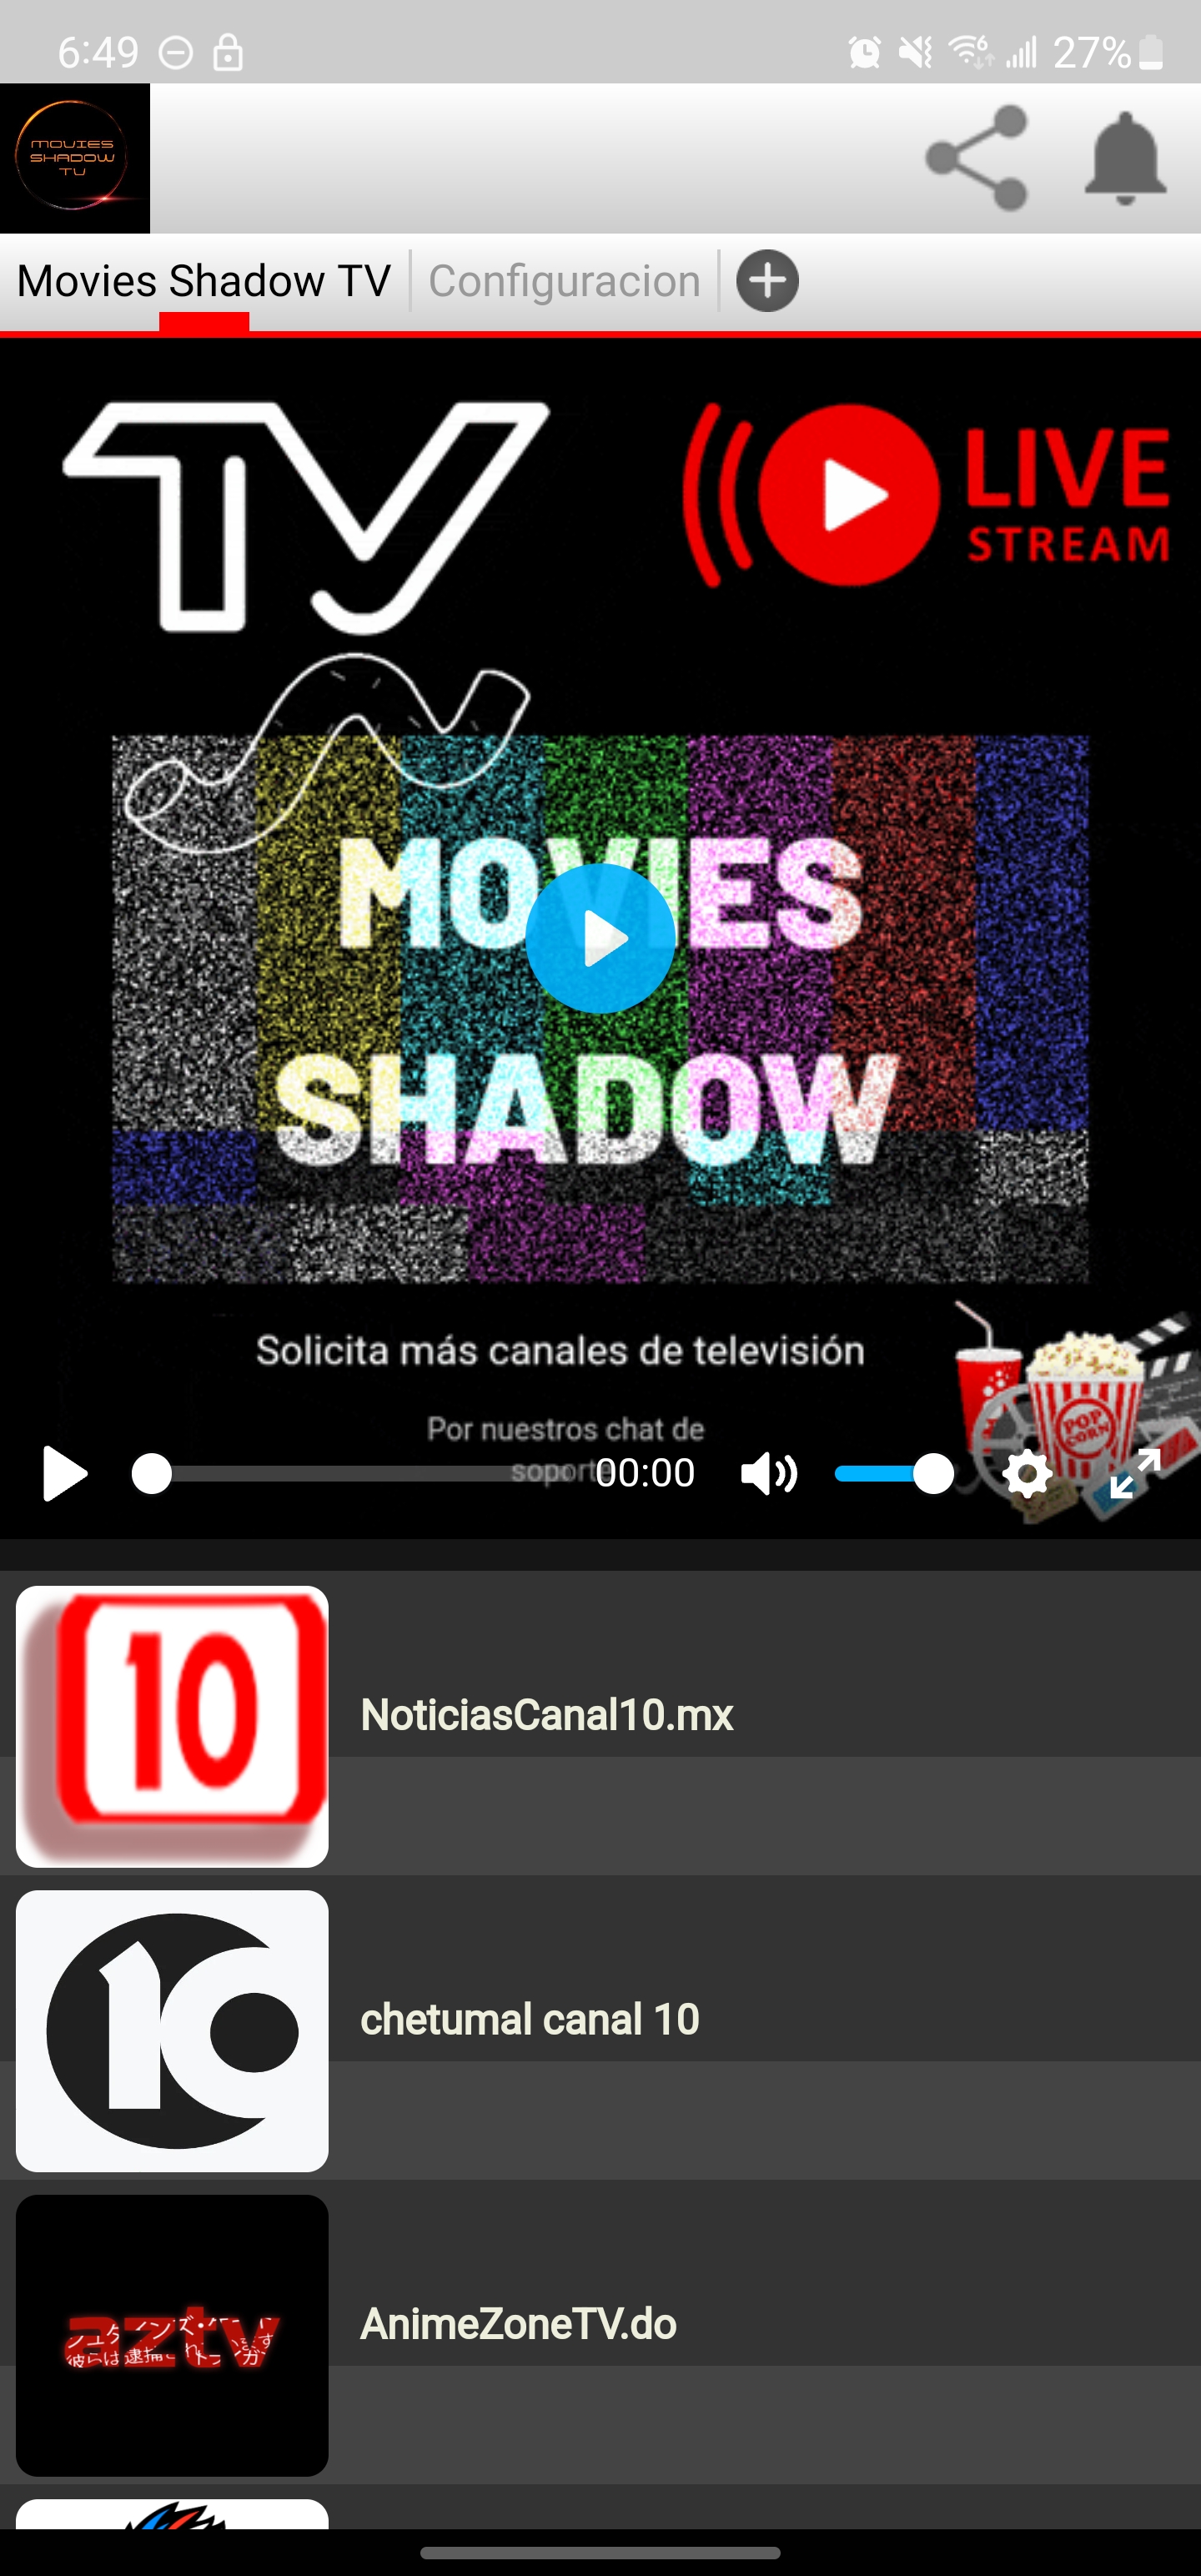 6:49
6
27%
MOVIES
SHADOW
TV
Movies Shadow TV
Configuracion
TV
LIVE
STREAM
MOVIES
SHADOW
Solicita más canales de televisión
POP
CORN
Por nuestros chat de
soporte
00:00
10
NoticiasCanal10.mx
10
chetumal canal 10
aztv
AnimeZoneTV.do